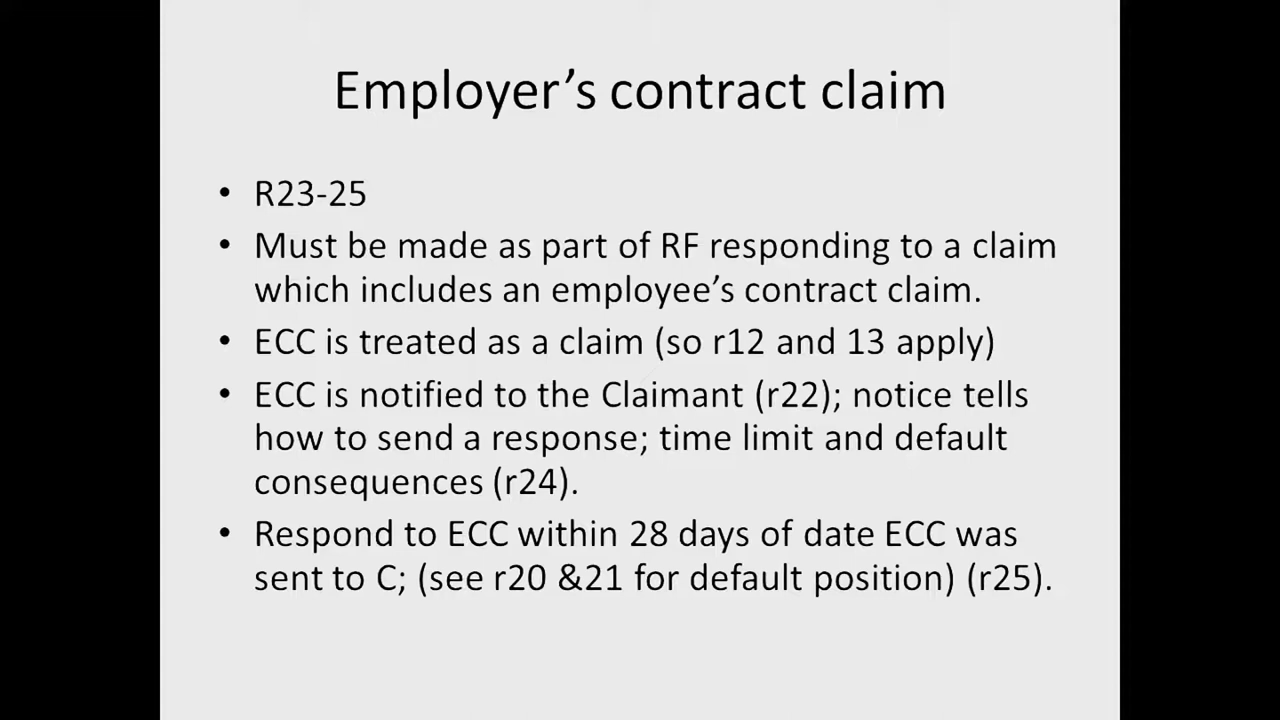 Employer’s contract claim
• R23-25
• Must be made as part of RF responding to a claim
which includes an employee’s contract claim.
• ECC is treated as a claim (so r12 and 13 apply)
• ECC is notified to the Claimant (r22); notice tells
how to send a response; time limit and default
consequences (r24).
• Respond to ECC within 28 days of date ECC was
sent to C; (see r20 &21 for default position) (r25).